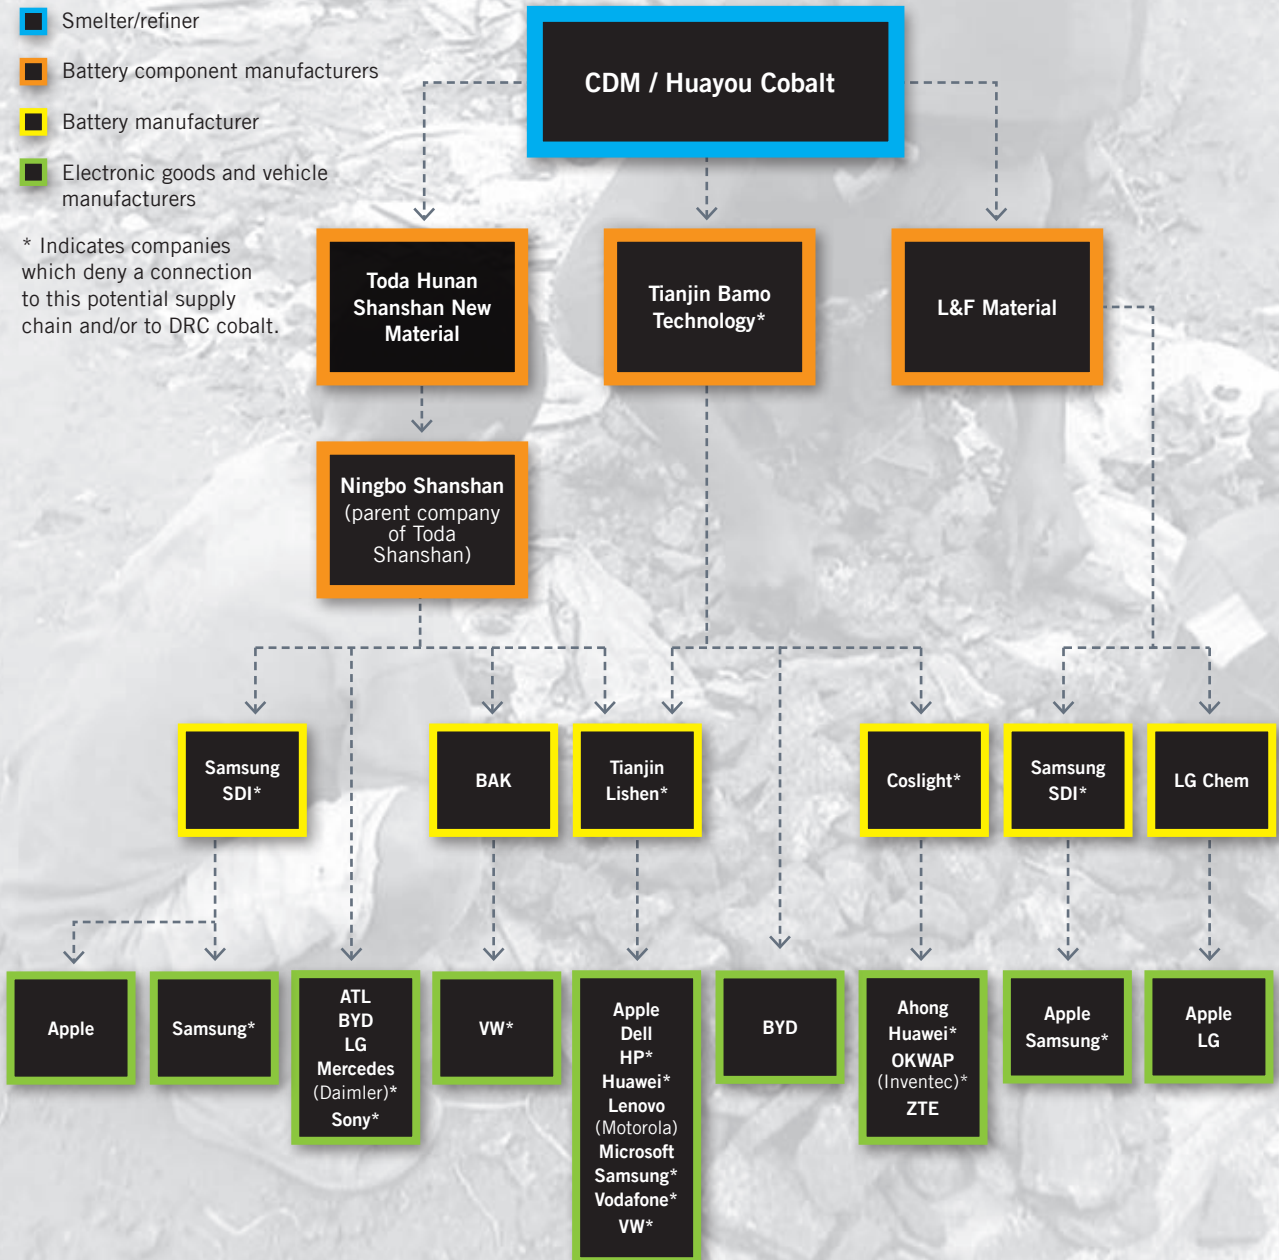 Smelter/refiner
Battery component manufacturers
Battery manufacturer
Electronic goods and vehicle
manufacturers
* Indicates companies
which deny a connection
to this potential supply
chain and/or to DRC cobalt.
CDM / Huayou Cobalt
Toda Hunan
Shanshan New
Material
Tianjin Bamo
Technology*
L&F Material
Ningbo Shanshan
(parent company
of Toda
Shanshan)
Samsung
SDI*
BAK
Tianjin
Lishen*
Coslight*
Samsung
SDI*
LG Chem
Apple
Samsung*
ATL
BYD
LG
Mercedes
(Daimler)*
Sony*
VW*
Apple
Dell
HP*
Huawei*
Lenovo
(Motorola)
Microsoft
Samsung*
Vodafone*
VW*
BYD
Ahong
Huawei*
OKWAP
(Inventec)*
ZTE
Apple
Samsung*
Apple
LG